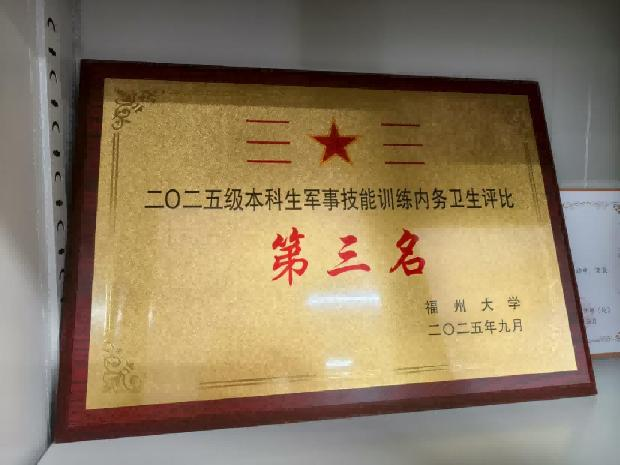 二〇二五级本科生军事技能训练内务卫生评比
第三名
福州大学
二〇二五年九月